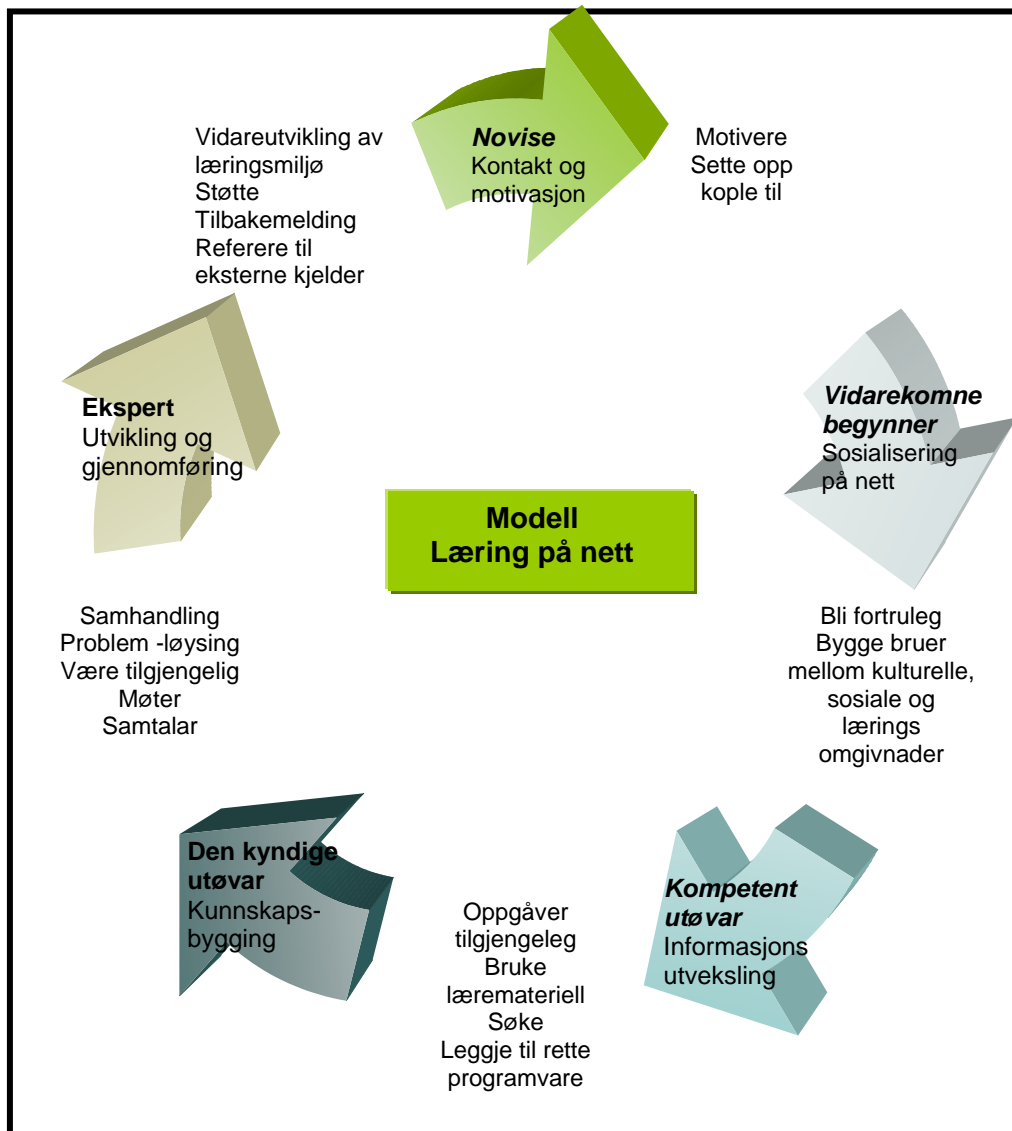 Vidareutvikling av
læringsmiljø
Støtte
Tilbakemelding
Referere til
eksterne kjelder
Novise
Kontakt og
motivasjon
Motivere
Sette opp
kople til
Vidarekomne
begynner
Sosialisering
på nett
Ekspert
Utvikling og
gjennomføring
Modell
Læring på nett
Samhandling
Problem -løysing
Være tilgjengelig
Møter
Samtalar
Bli fortruleg
Bygge bruer
mellom kulturelle,
sosiale og
lærings
omgivnader
Den kyndige
utøvar
Kunnskaps-
bygging
Oppgåver
tilgjengeleg
Bruke
læremateriell
Søke
Leggje til rette
programvare
Kompetent
utøvar
Informasjons
utveksling